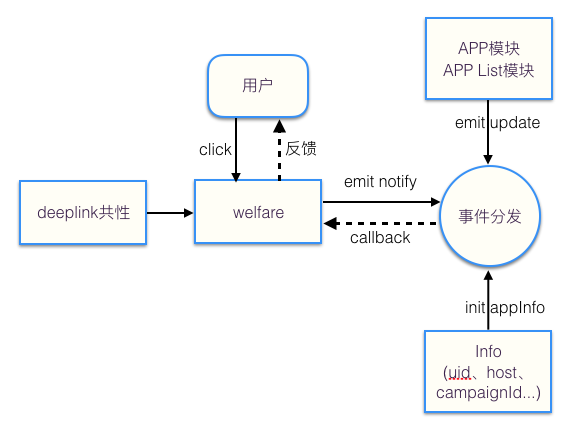 APP模块
APP List模块
用户
emit update
click
反馈
emit notify
deeplink共性
welfare
事件分发
callback
init appInfo
Info
(uid、host、
campaignId...)